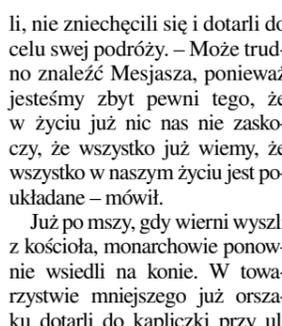 li, nie zniechęcili się i dotarli do
celu swej podróży. – Może trud-
no znaleźć Mesjasza, ponieważ
jesteśmy zbyt pewni tego, że
w życiu już nic nas nie zasko-
czy, że wszystko już wiemy, że
wszystko w naszym życiu jest po-
układane – mówił.
Już po mszy, gdy wierni wyszli
z kościoła, monarchowie ponow-
nie wsiedli na konie. W towa-
rzystwie mniejszego już orsza-
ku dotarli do kapliczki przy ul